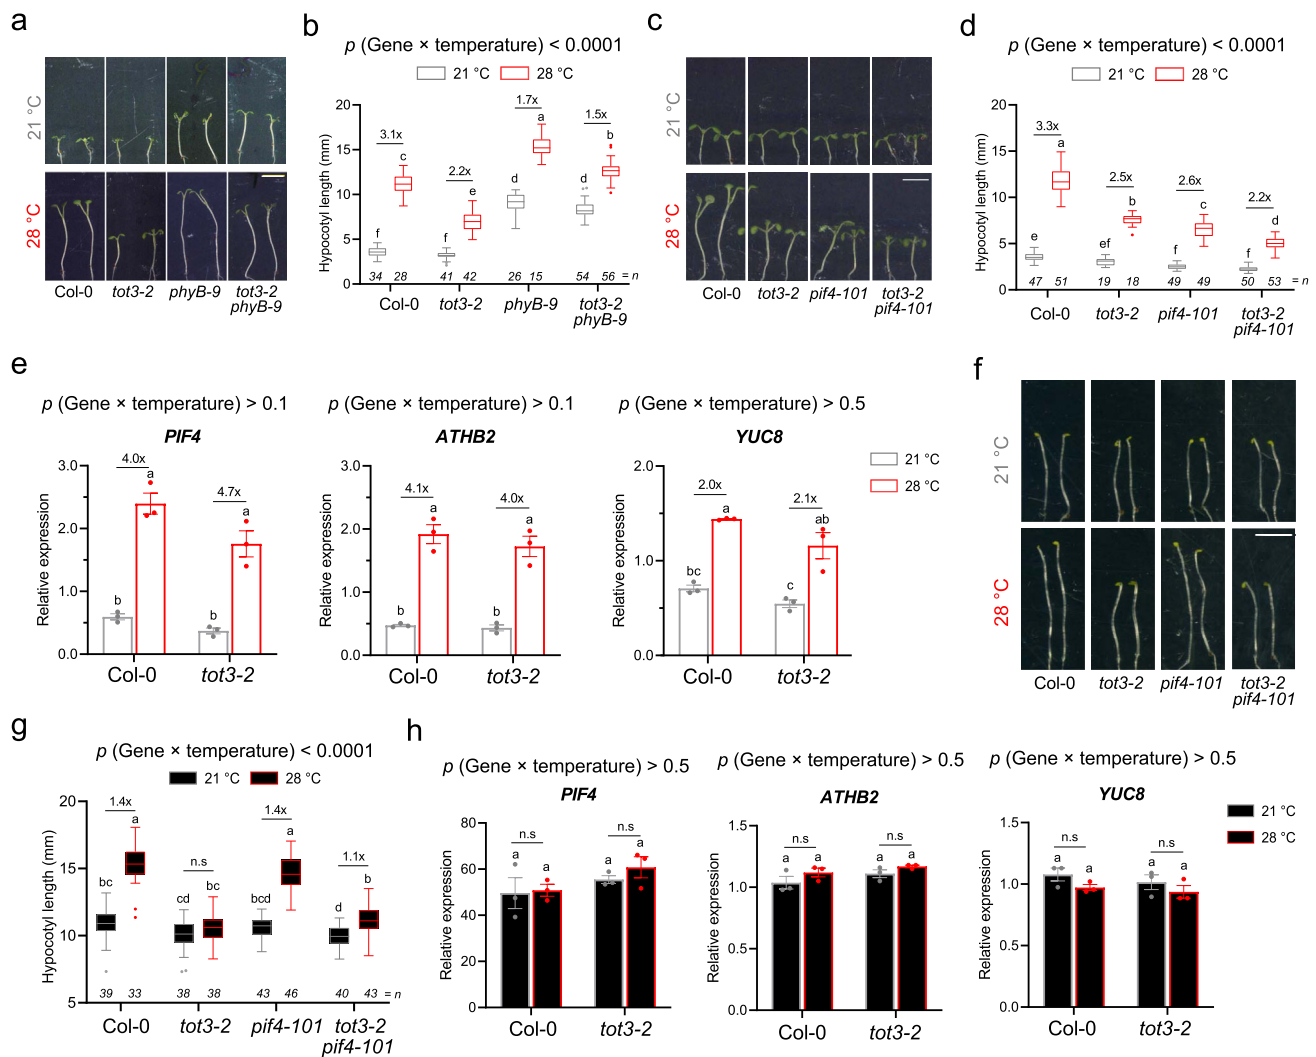 a
21 °C
28 °C
Col-0
tot3-2
phyB-9
tot3-2
phyB-9
b
p (Gene × temperature) < 0.0001
21 °C
28 °C
Hypocotyl length (mm)
20
15
10
5
0
3.1x
2.2x
1.7x
1.5x
f
c
f
e
d
a
d
b
34
28
41
42
26
15
54
56
= n
Col-0
tot3-2
phyB-9
tot3-2
phyB-9
c
21 °C
28 °C
Col-0
tot3-2
pif4-101
tot3-2
pif4-101
d
p (Gene × temperature) < 0.0001
21 °C
28 °C
Hypocotyl length (mm)
20
15
10
5
0
3.3x
2.5x
2.6x
2.2x
e
a
ef
b
f
c
f
d
47
51
19
18
49
49
50
53
= n
Col-0
tot3-2
pif4-101
tot3-2
pif4-101
e
p (Gene × temperature) > 0.1
PIF4
Relative expression
3.0
2.0
1.0
0.0
4.0x
4.7x
b
a
b
a
Col-0
tot3-2
p (Gene × temperature) > 0.1
ATHB2
Relative expression
3.0
2.0
1.0
0.0
4.1x
4.0x
b
a
b
a
Col-0
tot3-2
p (Gene × temperature) > 0.5
YUC8
Relative expression
2.0
1.0
0.0
2.0x
2.1x
bc
a
c
ab
Col-0
tot3-2
21 °C
28 °C
f
21 °C
28 °C
Col-0
tot3-2
pif4-101
tot3-2
pif4-101
g
p (Gene × temperature) < 0.0001
21 °C
28 °C
Hypocotyl length (mm)
20
15
10
5
1.4x
n.s
1.4x
1.1x
bc
a
cd
bc
bcd
a
d
b
39
33
38
38
43
46
40
43
= n
Col-0
tot3-2
pif4-101
tot3-2
pif4-101
h
p (Gene × temperature) > 0.5
PIF4
Relative expression
80
60
40
20
0
n.s
n.s
a
a
a
a
Col-0
tot3-2
p (Gene × temperature) > 0.5
ATHB2
Relative expression
1.5
1.0
0.5
0.0
n.s
n.s
a
a
a
a
Col-0
tot3-2
p (Gene × temperature) > 0.5
YUC8
Relative expression
1.5
1.0
0.5
0.0
n.s
n.s
a
a
a
a
Col-0
tot3-2
21 °C
28 °C